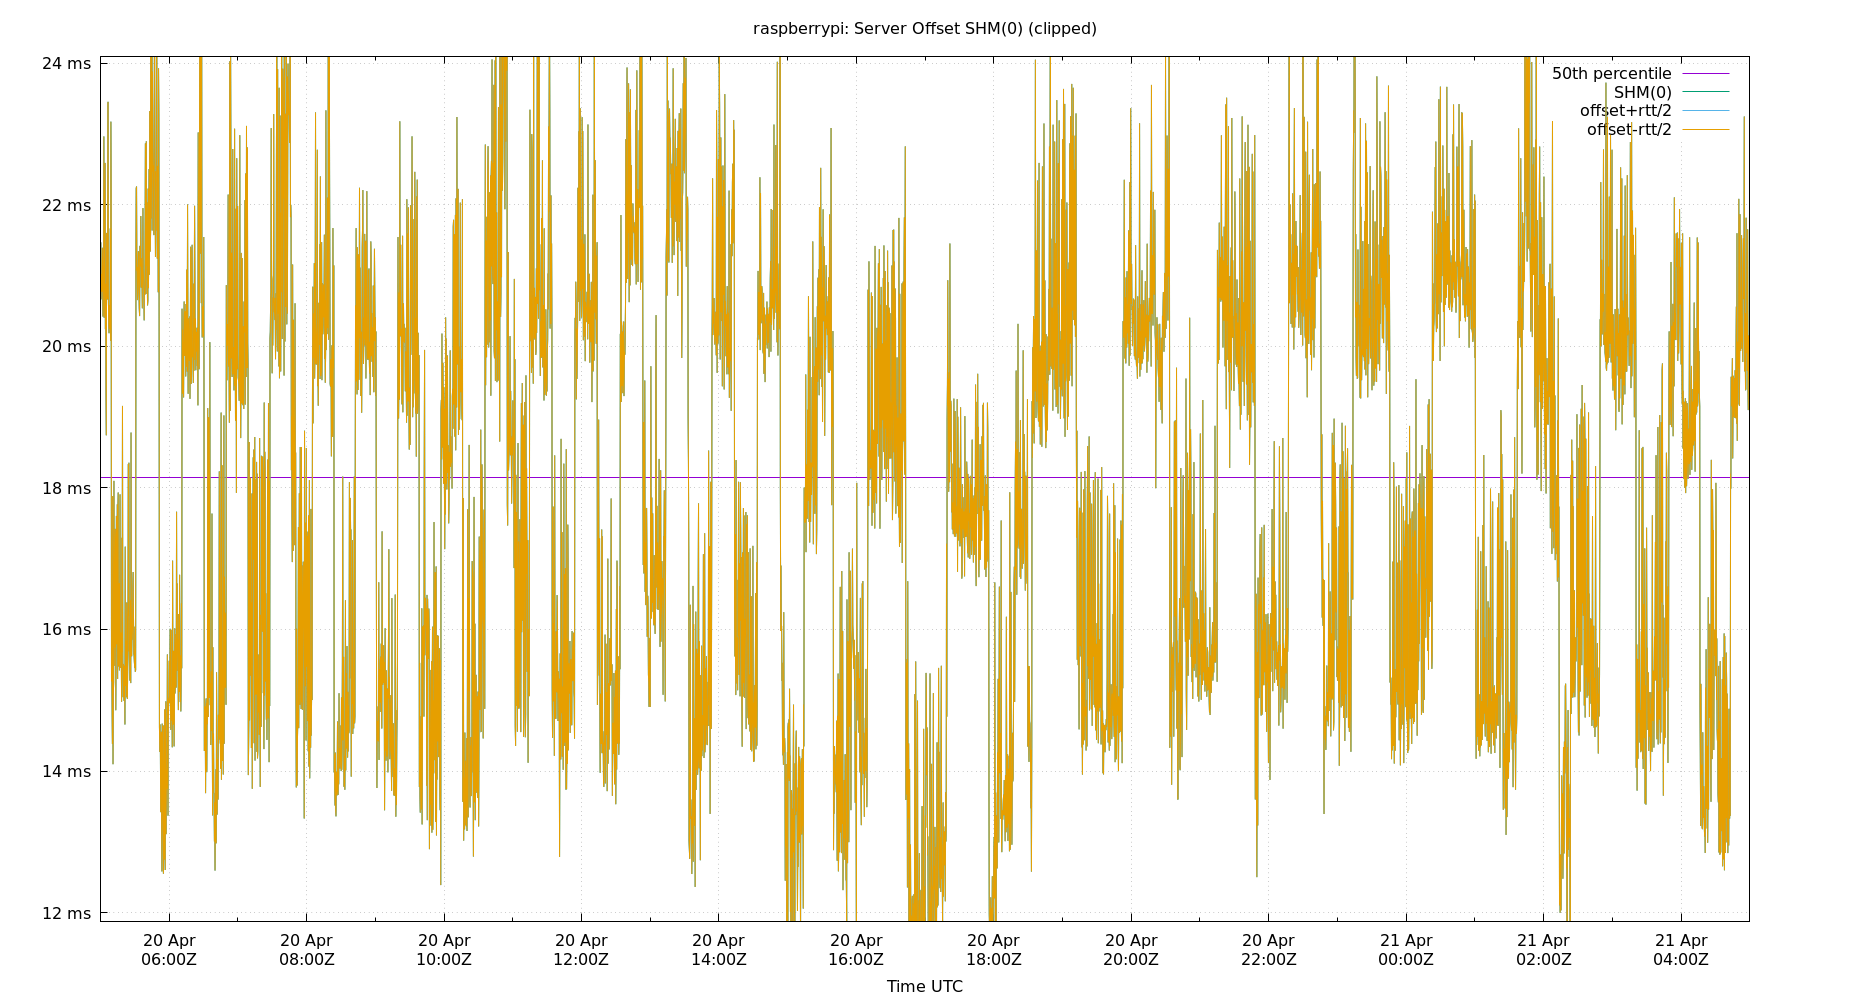 raspberrypi: Server Offset SHM(0) (clipped)
24 ms
22 ms
20 ms
18 ms
16 ms
14 ms
12 ms
50th percentile
SHM(0)
offset+rtt/2
offset-rtt/2
20 Apr 20 Apr 20 Apr 20 Apr 20 Apr 20 Apr 20 Apr 20 Apr 20 Apr 21 Apr 21 Apr 21 Apr
06:00Z 08:00Z 10:00Z 12:00Z 14:00Z 16:00Z 18:00Z 20:00Z 22:00Z 00:00Z 02:00Z 04:00Z
Time UTC